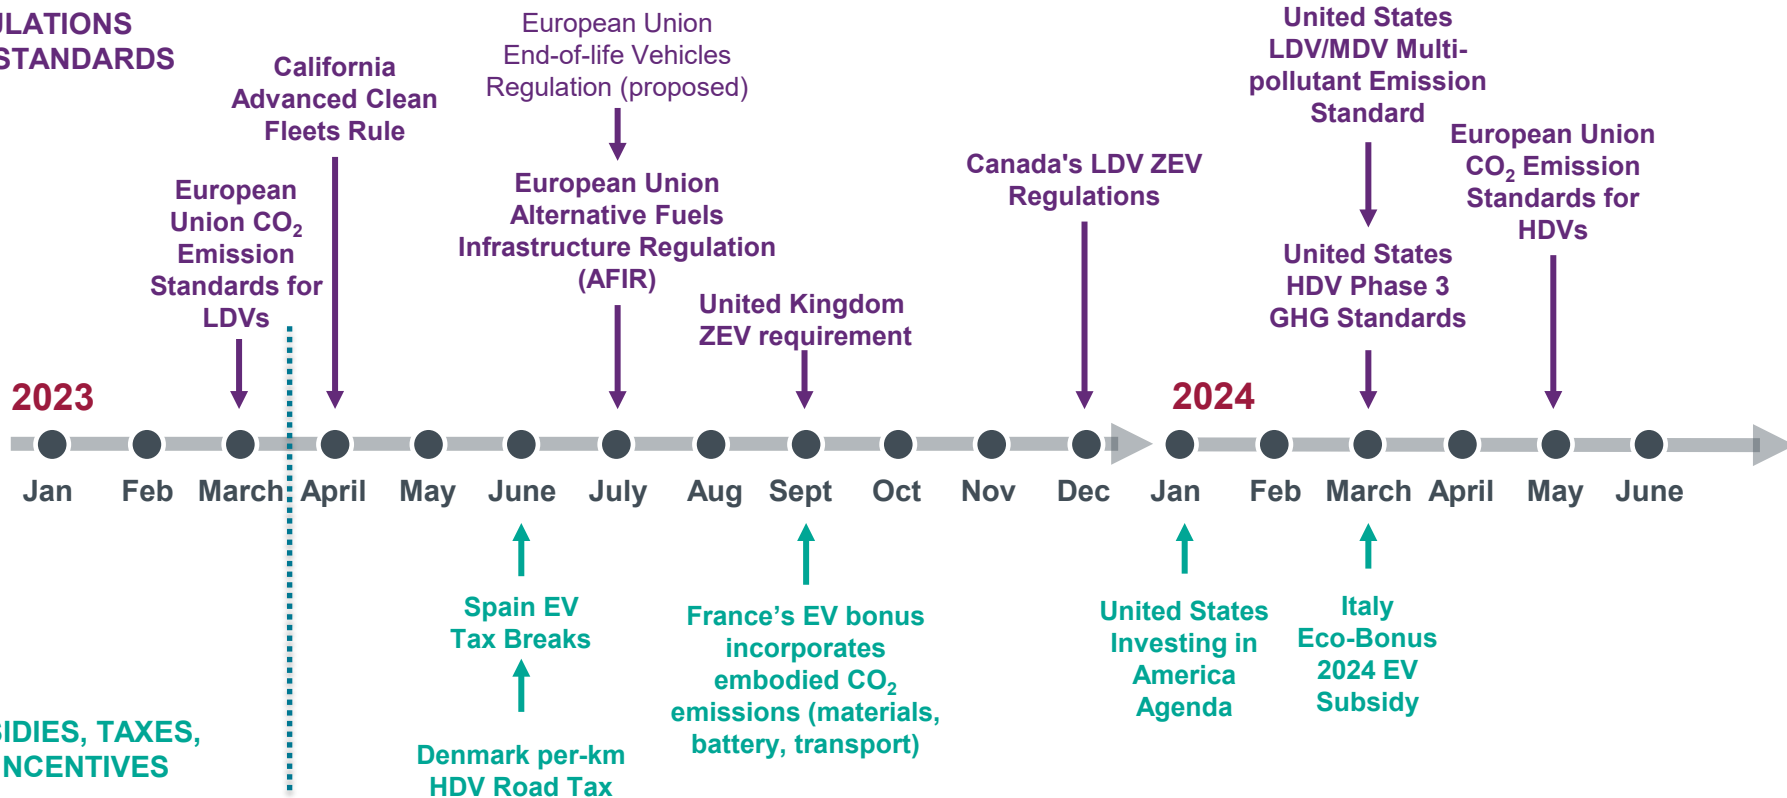 ULATIONS
STANDARDS
California
Advanced Clean
Fleets Rule
European
Union CO₂
Emission
Standards for
LDVs
European Union
End-of-life Vehicles
Regulation (proposed)
European Union
Alternative Fuels
Infrastructure Regulation
(AFIR)
United Kingdom
ZEV requirement
Canada's LDV ZEV
Regulations
United States
LDV/MDV Multi-
pollutant Emission
Standard
United States
HDV Phase 3
GHG Standards
European Union
CO₂ Emission
Standards for
HDVs
2023
2024
Jan Feb March April May June July Aug Sept Oct Nov Dec Jan Feb March April May June
Spain EV
Tax Breaks
Denmark per-km
HDV Road Tax
France’s EV bonus
incorporates
embodied CO₂
emissions (materials,
battery, transport)
United States
Investing in
America
Agenda
Italy
Eco-Bonus
2024 EV
Subsidy
SIDIES, TAXES,
INCENTIVES